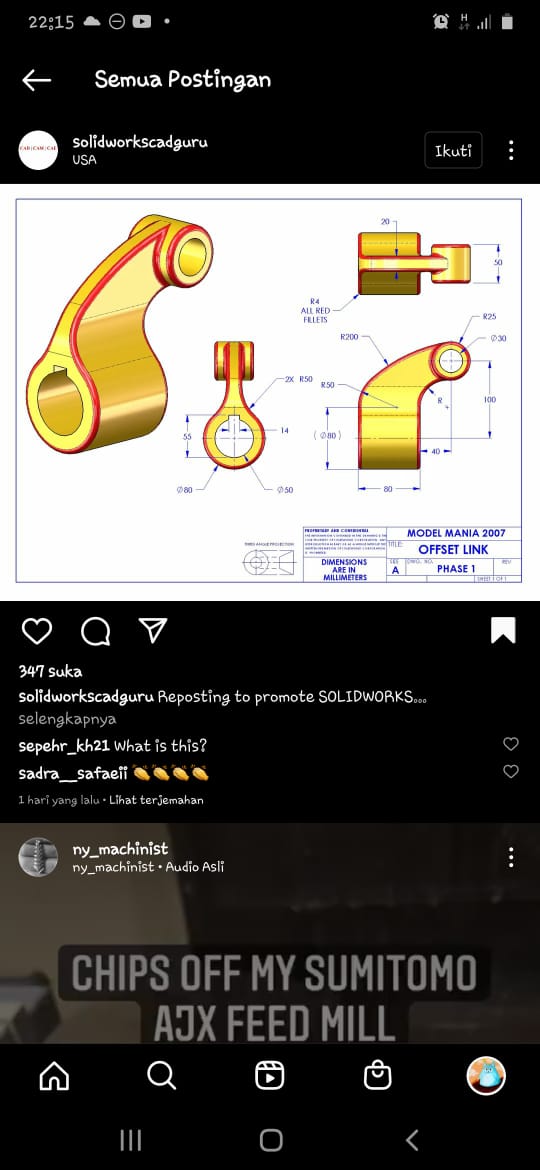 22:15
H
Semua Postingan
CAD|CAM|CAE
solidworkscadguru
USA
Ikuti
20
50
R4
ALL RED
FILLETS
R25
R200
Ø30
2X R50
R50
R
100
55
14
(Ø80)
40
Ø80
Ø50
80
PROPRIETARY AND CONFIDENTIAL
MODEL MANIA 2007
TITLE:
OFFSET LINK
THIRD ANGLE PROJECTION
DIMENSIONS
ARE IN
MILLIMETERS
SIZE
DWG. NO.
REV
A
PHASE 1
SHEET 1 OF 1
347 suka
solidworkscadguru Reposting to promote SOLIDWORKS...
selengkapnya
sepehr_kh21 What is this?
sadra__safaeii 👏👏👏👏
1 hari yang lalu • Lihat terjemahan
ny_machinist
ny_machinist • Audio Asli
CHIPS OFF MY SUMITOMO
AJX FEED MILL